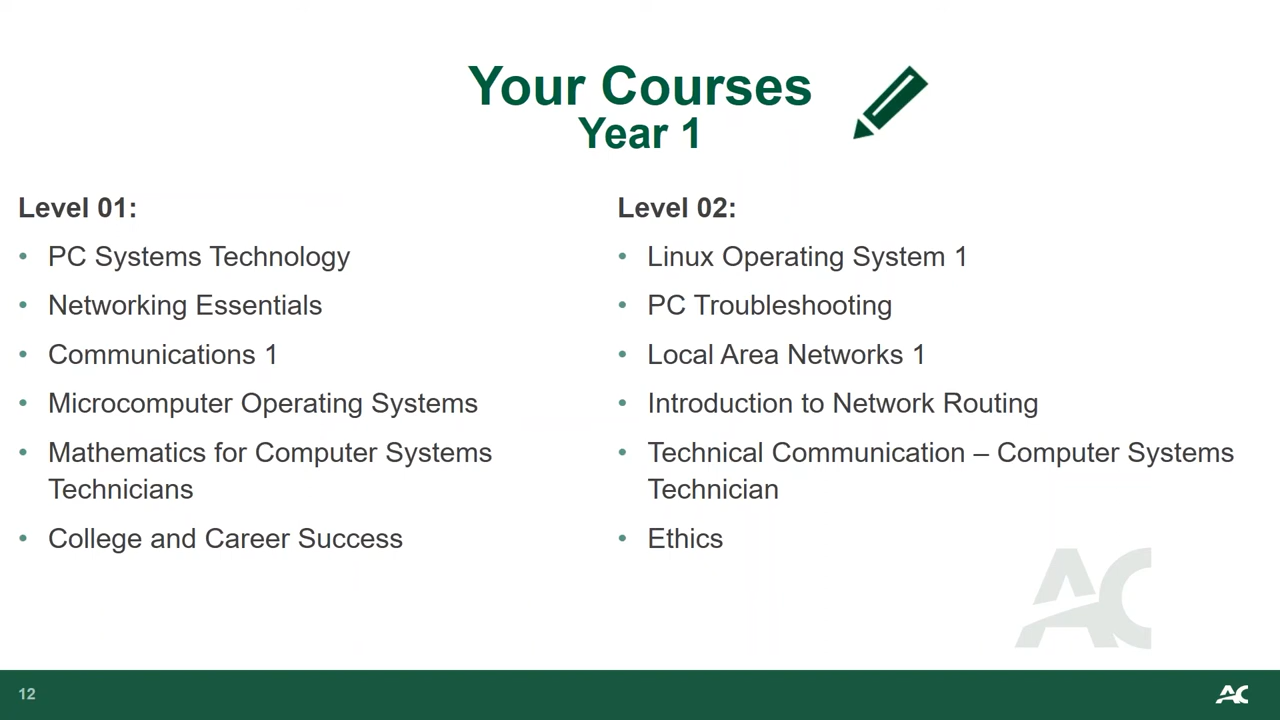 Your Courses
Year 1
Level 01:
• PC Systems Technology
• Networking Essentials
• Communications 1
• Microcomputer Operating Systems
• Mathematics for Computer Systems
Technicians
• College and Career Success
Level 02:
• Linux Operating System 1
• PC Troubleshooting
• Local Area Networks 1
• Introduction to Network Routing
• Technical Communication – Computer Systems
Technician
• Ethics
AC
12
AC